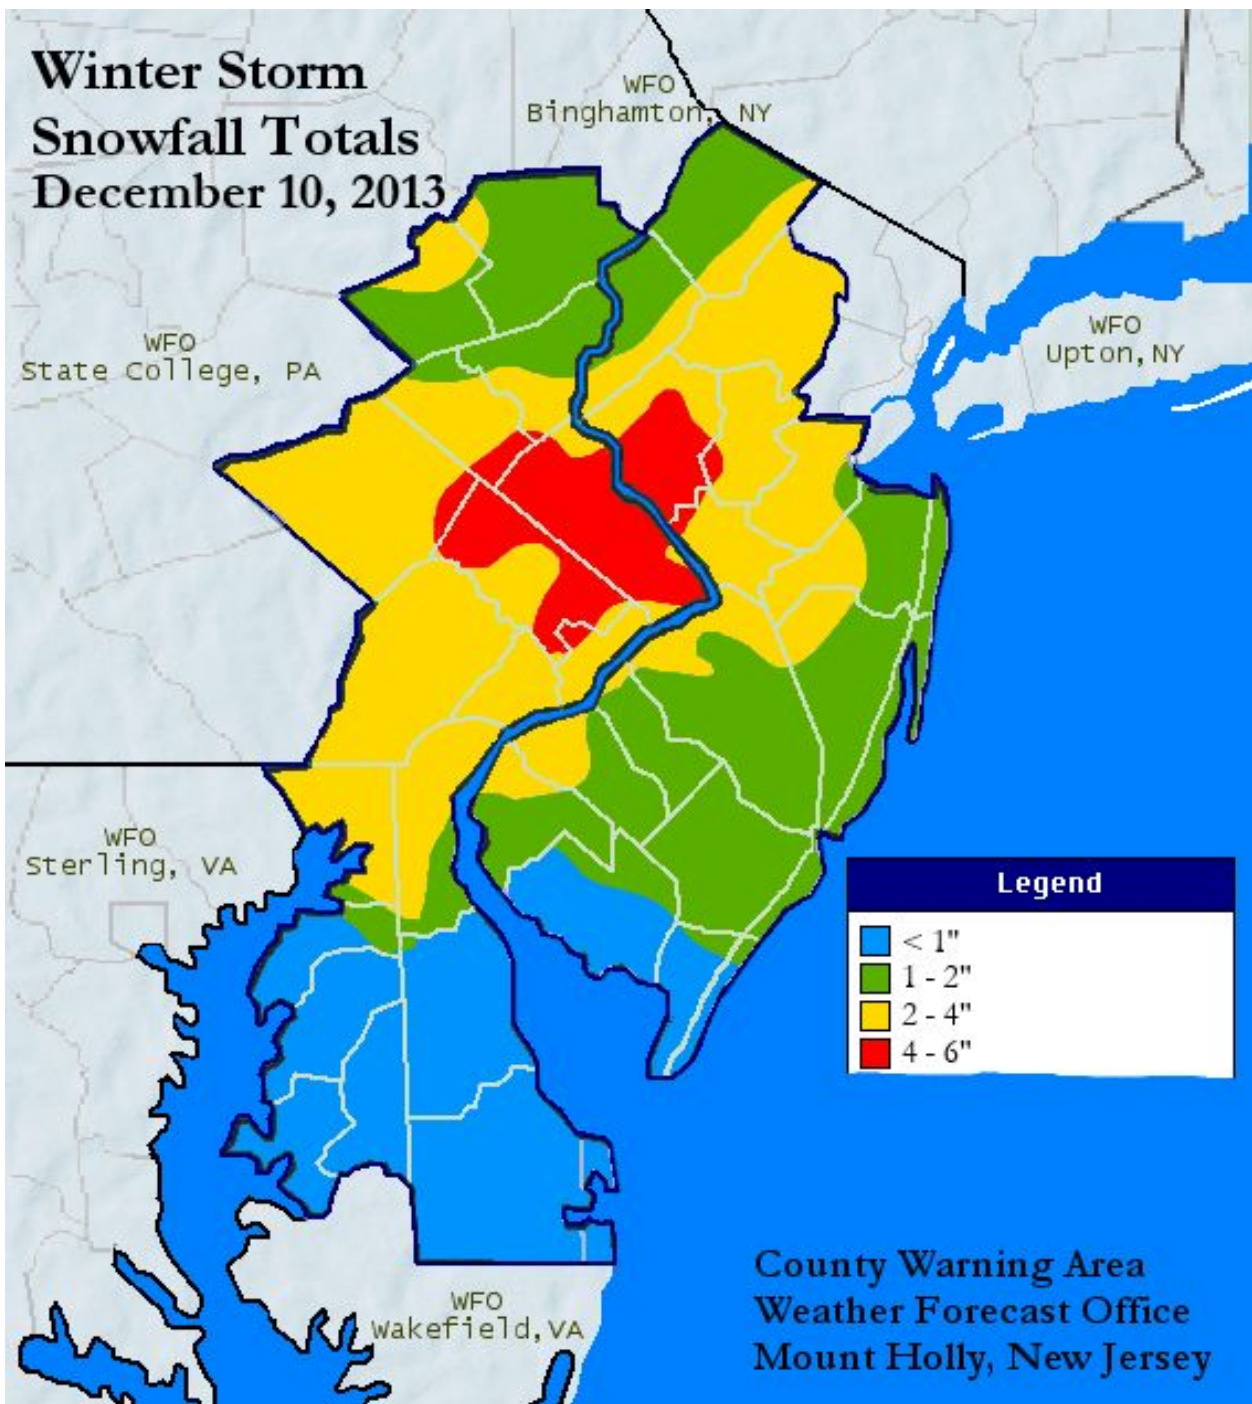 Winter Storm
Snowfall Totals
December 10, 2013
WFO
Binghamton, NY
WFO
State College, PA
WFO
Upton,NY
WFO
Sterling, VA
Legend
< 1"
1 - 2"
2 - 4"
4 - 6"
WFO
Wakefield,VA
County Warning Area
Weather Forecast Office
Mount Holly, New Jersey